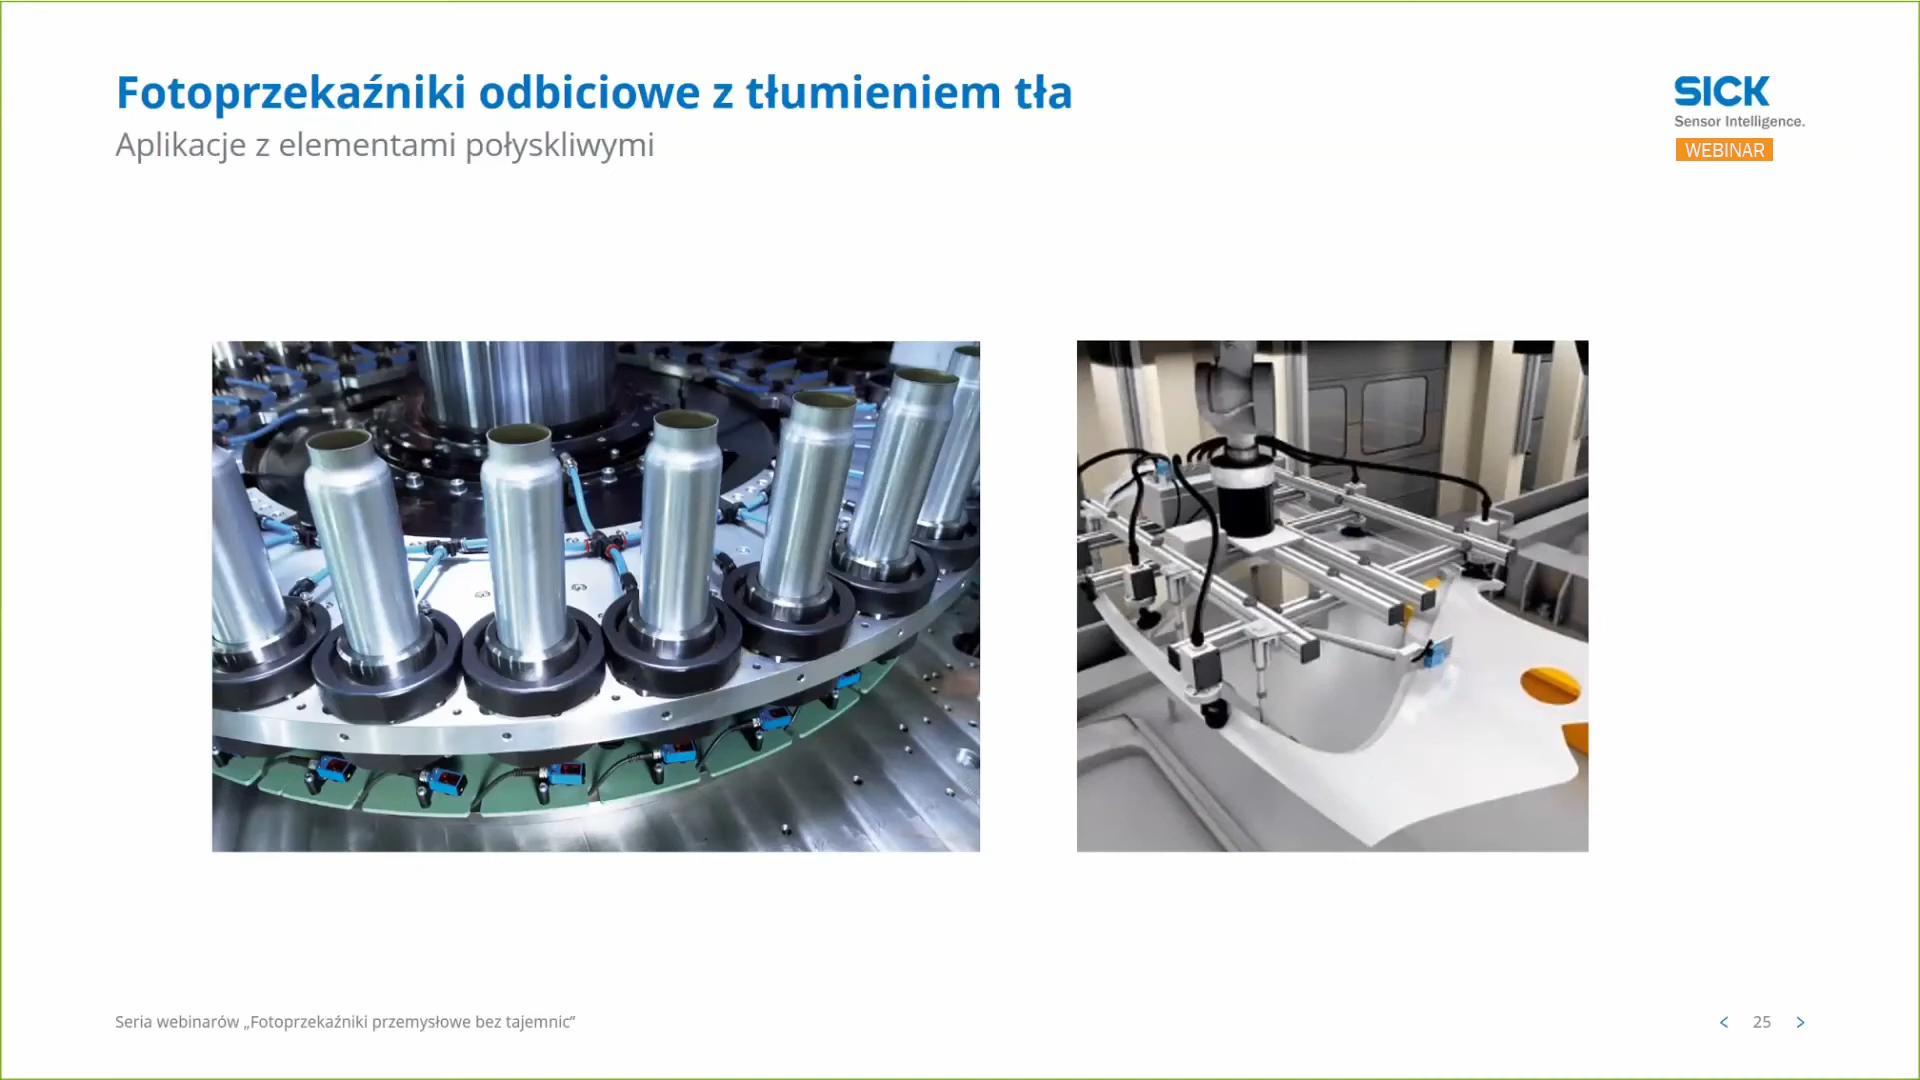 Fotoprzekaźniki odbiciowe z tłumieniem tła
Aplikacje z elementami połyskliwymi
SICK
Sensor Intelligence.
WEBINAR
Seria webinarów „Fotoprzekaźniki przemysłowe bez tajemnic”
< 25 >